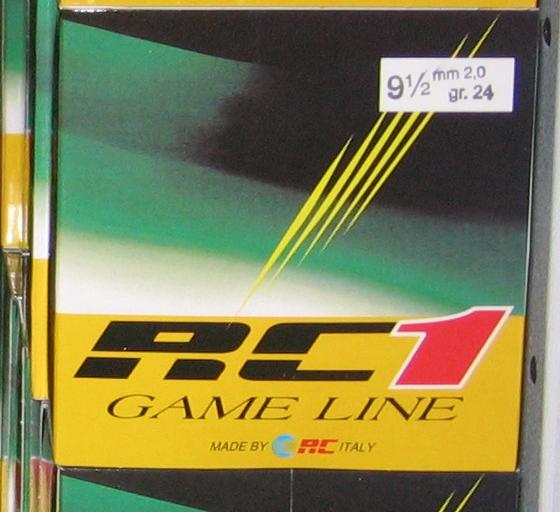 9½ mm 2,0
gr. 24
RC1
GAME LINE
MADE BY RC ITALY